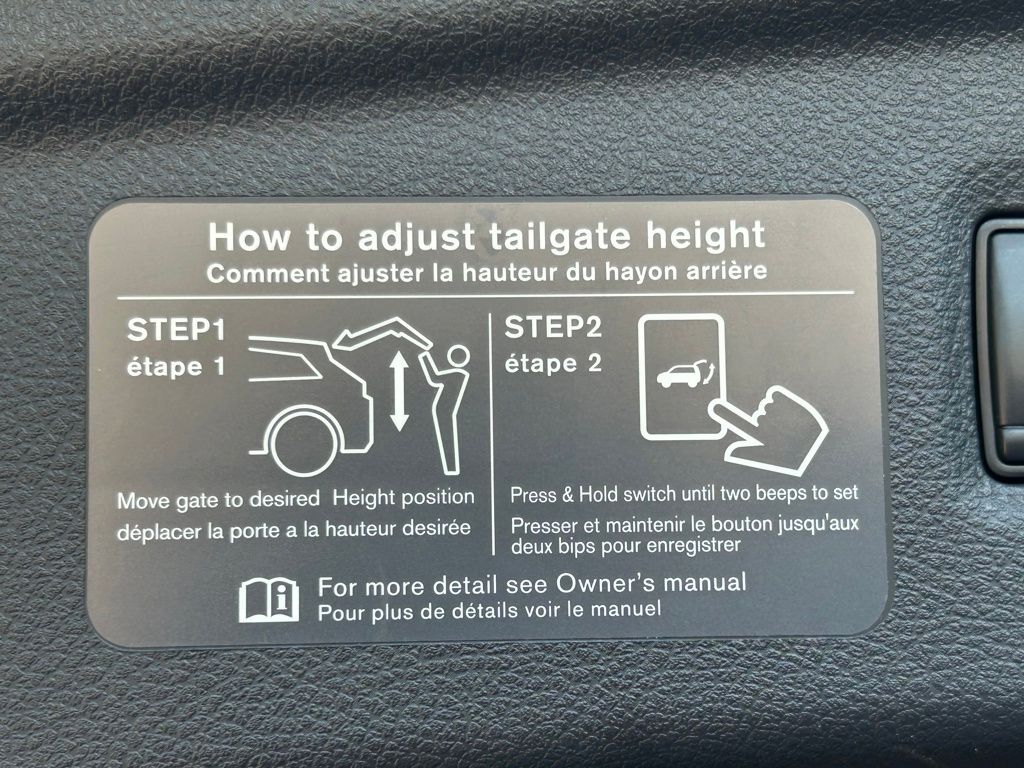 How to adjust tailgate height
Comment ajuster la hauteur du hayon arrière
STEP1
étape 1
Move gate to desired Height position
déplacer la porte a la hauteur desirée
STEP2
étape 2
Press & Hold switch until two beeps to set
Presser et maintenir le bouton jusqu'aux
deux bips pour enregistrer
For more detail see Owner's manual
Pour plus de détails voir le manuel